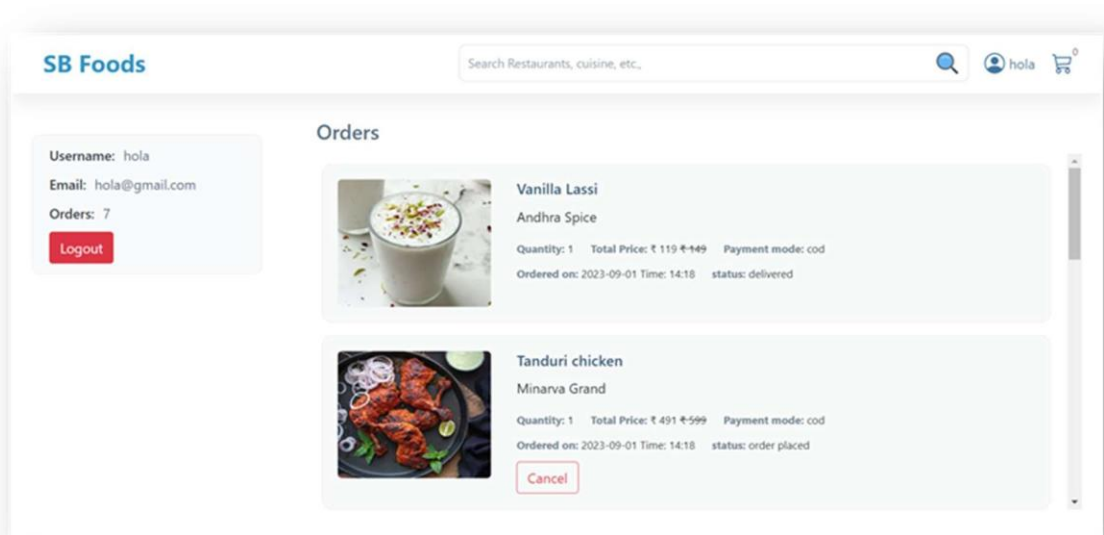 SB Foods
Search Restaurants, cuisine, etc.,
hola
0
Username: hola
Email: hola@gmail.com
Orders: 7
Logout
Orders
Vanilla Lassi
Andhra Spice
Quantity: 1 Total Price: ₹ 119 ₹ 149 Payment mode: cod
Ordered on: 2023-09-01 Time: 14:18 status: delivered
Tanduri chicken
Minarva Grand
Quantity: 1 Total Price: ₹ 491 ₹ 599 Payment mode: cod
Ordered on: 2023-09-01 Time: 14:18 status: order placed
Cancel